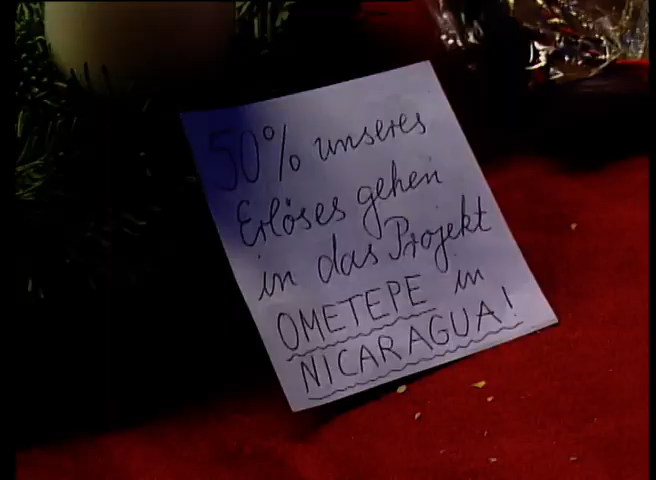 50% unseres
Erlöses gehen
in das Projekt
OMETEPE in
NICARAGUA!